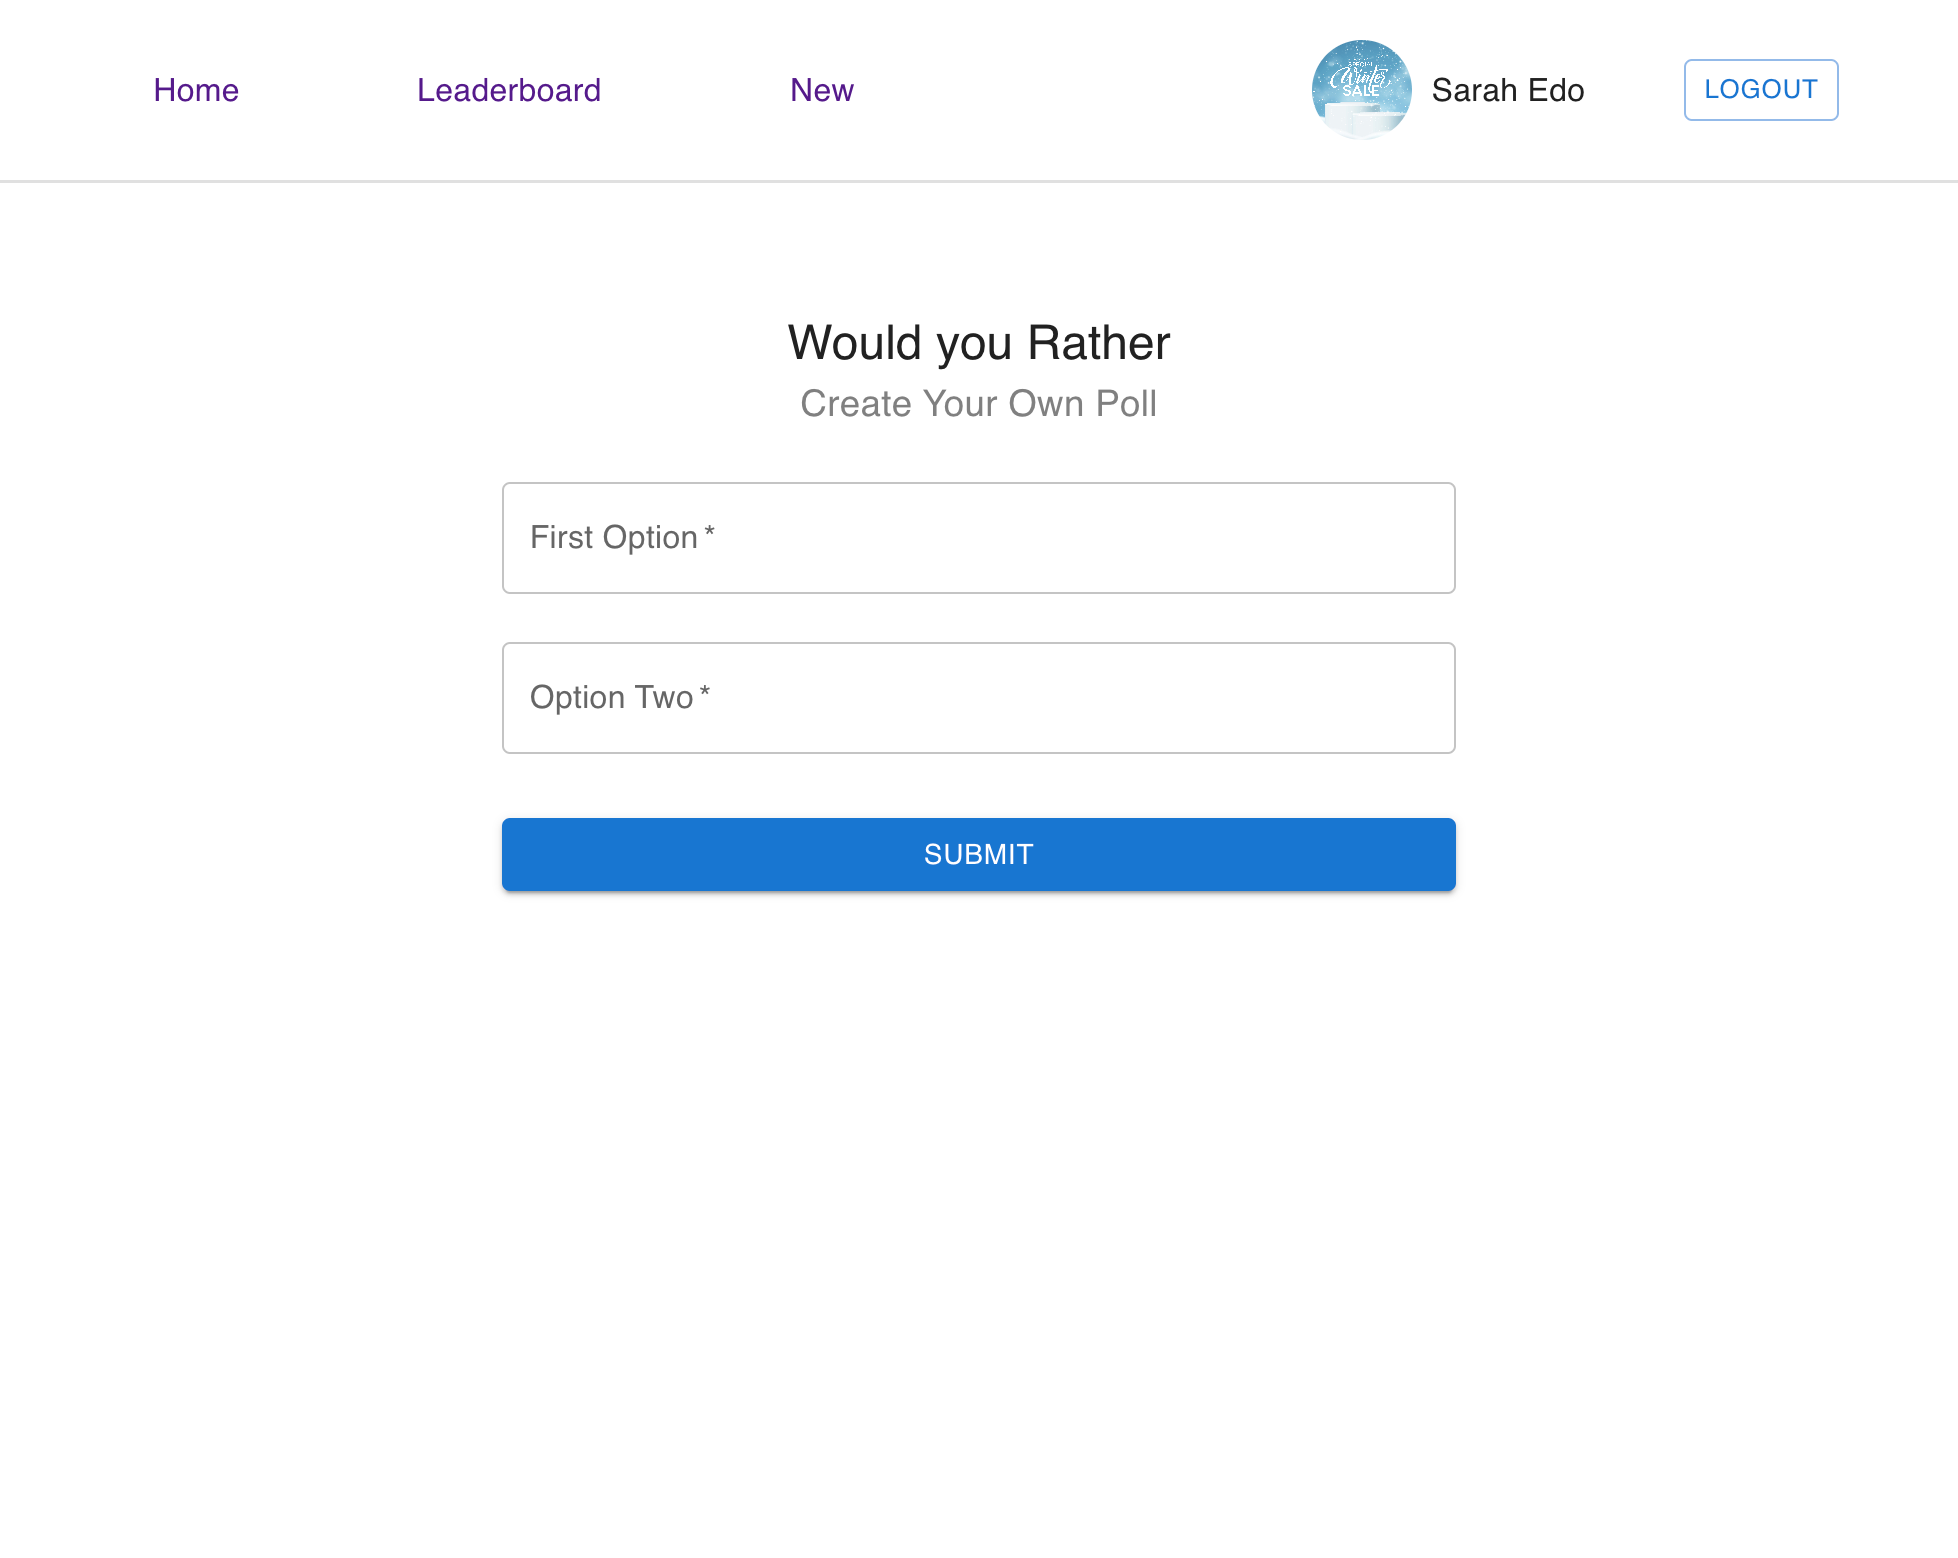 Home Leaderboard New Sarah Edo LOGOUT
SPECIAL
Winter
SALE
Would you Rather
Create Your Own Poll
First Option *
Option Two *
SUBMIT